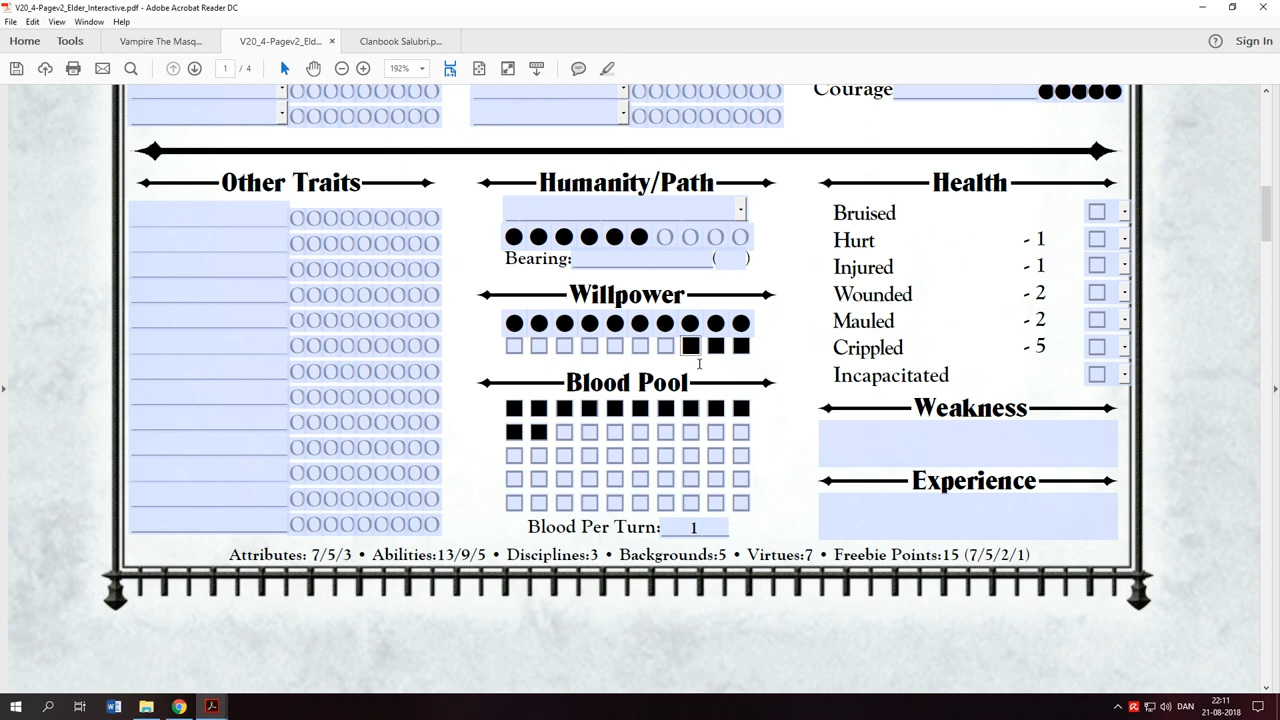 V20_4-Pagev2_Elder_Interactive.pdf - Adobe Acrobat Reader DC
File Edit View Window Help
Home Tools Vampire The Masq... V20_4-Pagev2_Eld... × Clanbook Salubri.p... Sign In
1 / 4 192%
Courage
Other Traits Humanity/Path Health
Bruised
Hurt - 1
Bearing: ( )
Injured - 1
Willpower
Wounded - 2
Mauled - 2
Crippled - 5
Blood Pool
Incapacitated
Weakness
Experience
Blood Per Turn: 1
Attributes: 7/5/3 • Abilities:13/9/5 • Disciplines:3 • Backgrounds:5 • Virtues:7 • Freebie Points:15 (7/5/2/1)
DAN
22:11
21-08-2018